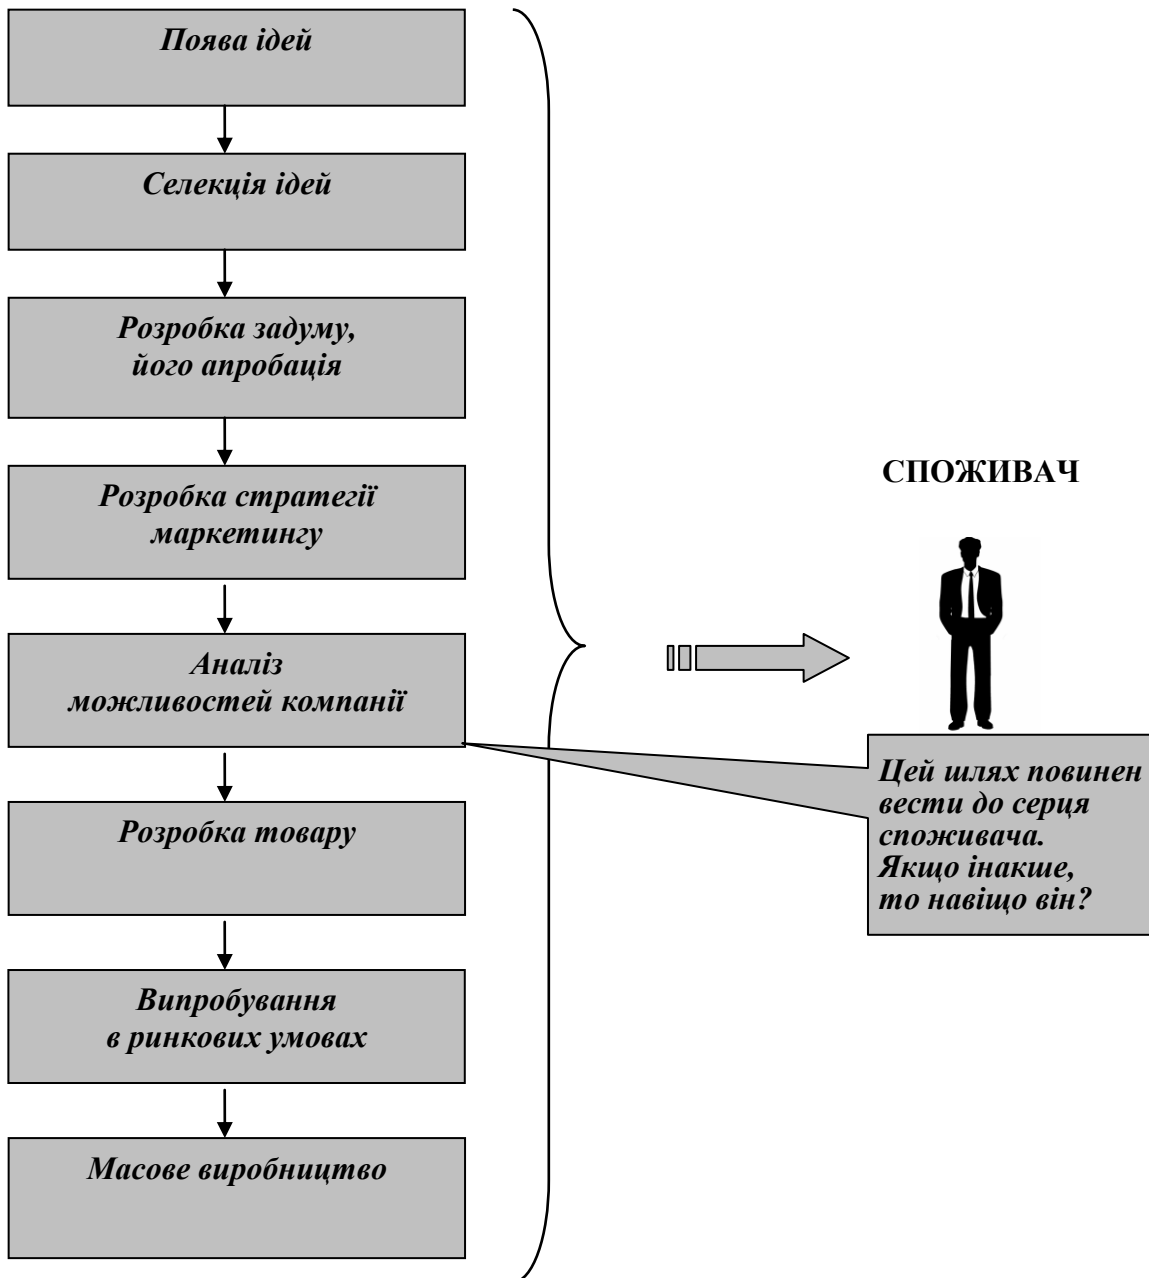 Поява ідей
Селекція ідей
Розробка задуму,
його апробація
Розробка стратегії
маркетингу
Аналіз
можливостей компанії
Розробка товару
Випробування
в ринкових умовах
Масове виробництво
СПОЖИВАЧ
Цей шлях повинен
вести до серця
споживача.
Якщо інакше,
то навіщо він?